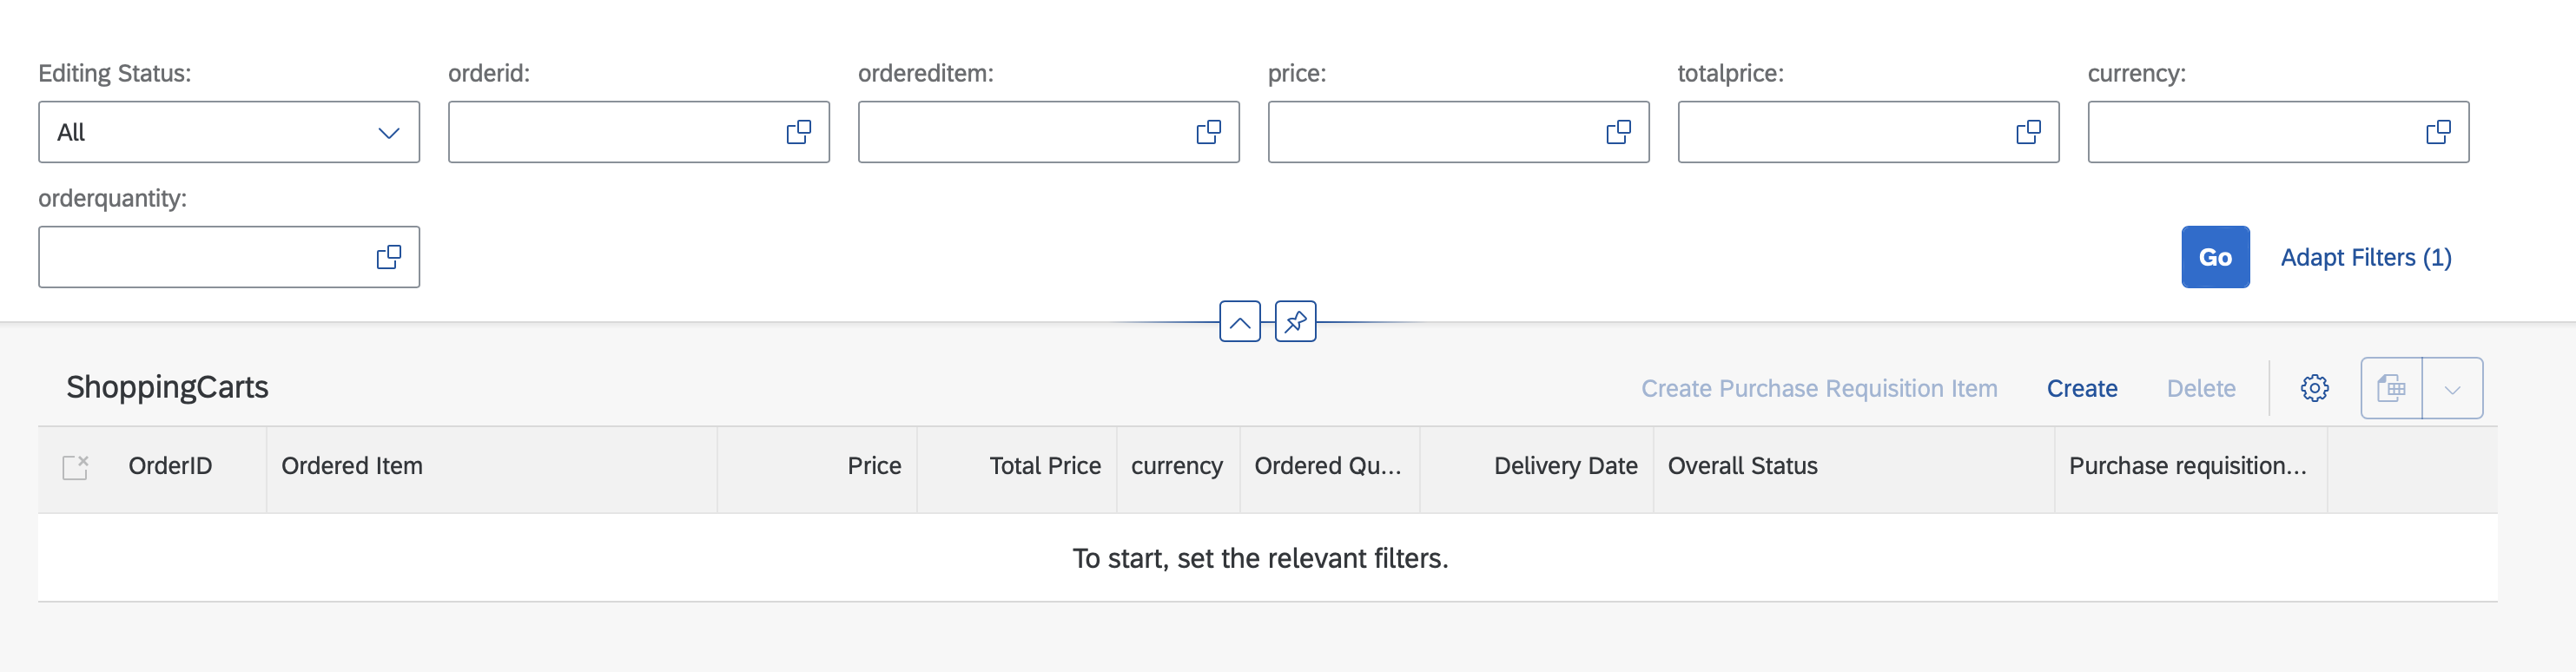 Editing Status: orderid: ordereditem: price: totalprice: currency:
All
orderquantity:
Go Adapt Filters (1)
ShoppingCarts Create Purchase Requisition Item Create Delete
OrderID Ordered Item Price Total Price currency Ordered Qu... Delivery Date Overall Status Purchase requisition...
To start, set the relevant filters.